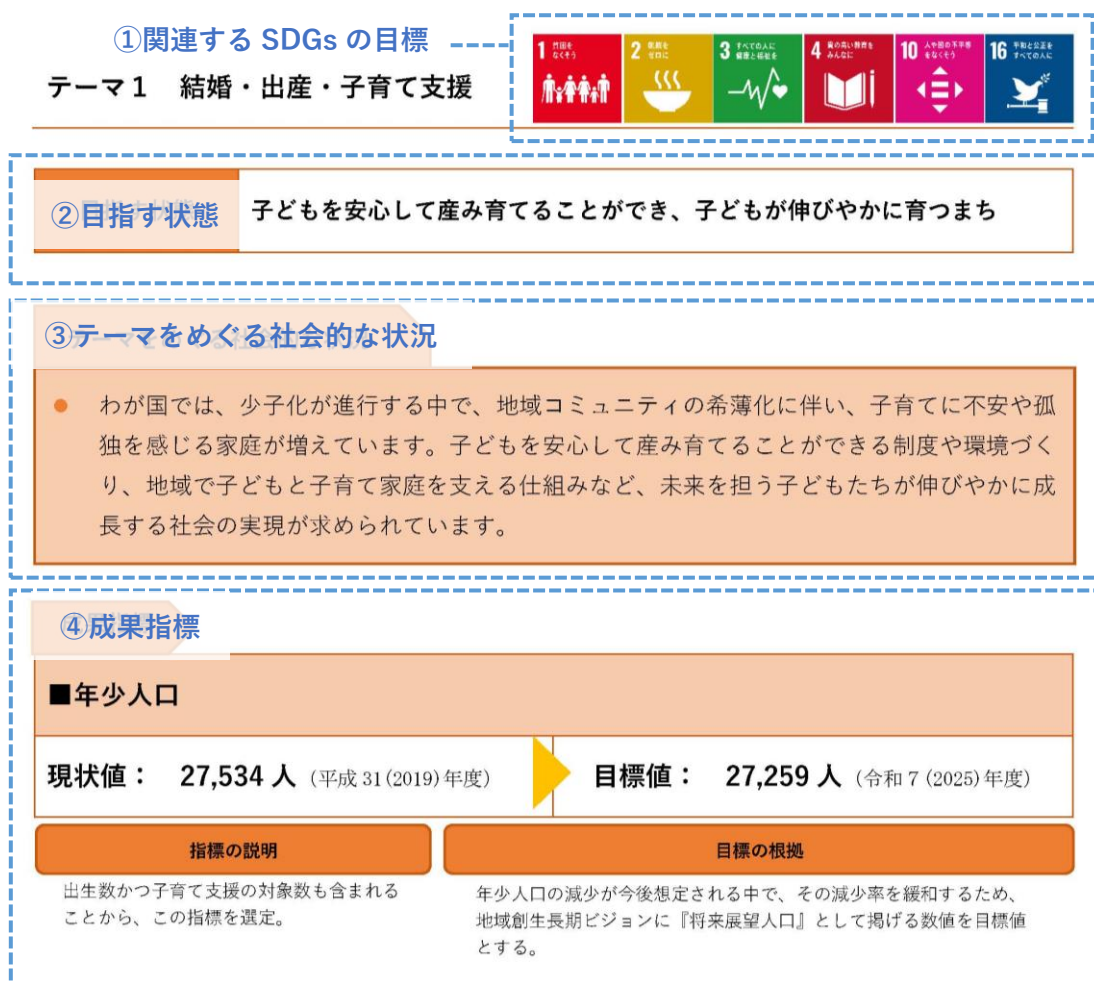 ①関連する SDGs の目標
テーマ１ 結婚・出産・子育て支援
1 貧困をなくそう
2 飢餓をゼロに
3 すべての人に健康と福祉を
4 質の高い教育をみんなに
10 人や国の不平等をなくそう
16 平和と公正をすべての人に
②目指す状態
子どもを安心して産み育てることができ、子どもが伸びやかに育つまち
③テーマをめぐる社会的な状況
● わが国では、少子化が進行する中で、地域コミュニティの希薄化に伴い、子育てに不安や孤
独を感じる家庭が増えています。子どもを安心して産み育てることができる制度や環境づく
り、地域で子どもと子育て家庭を支える仕組みなど、未来を担う子どもたちが伸びやかに成
長する社会の実現が求められています。
④成果指標
■年少人口
現状値： 27,534 人（平成 31(2019)年度）
目標値： 27,259 人（令和 7 (2025)年度）
指標の説明
出生数かつ子育て支援の対象数も含まれる
ことから、この指標を選定。
目標の根拠
年少人口の減少が今後想定される中で、その減少率を緩和するため、
地域創生長期ビジョンに『将来展望人口』として掲げる数値を目標値
とする。